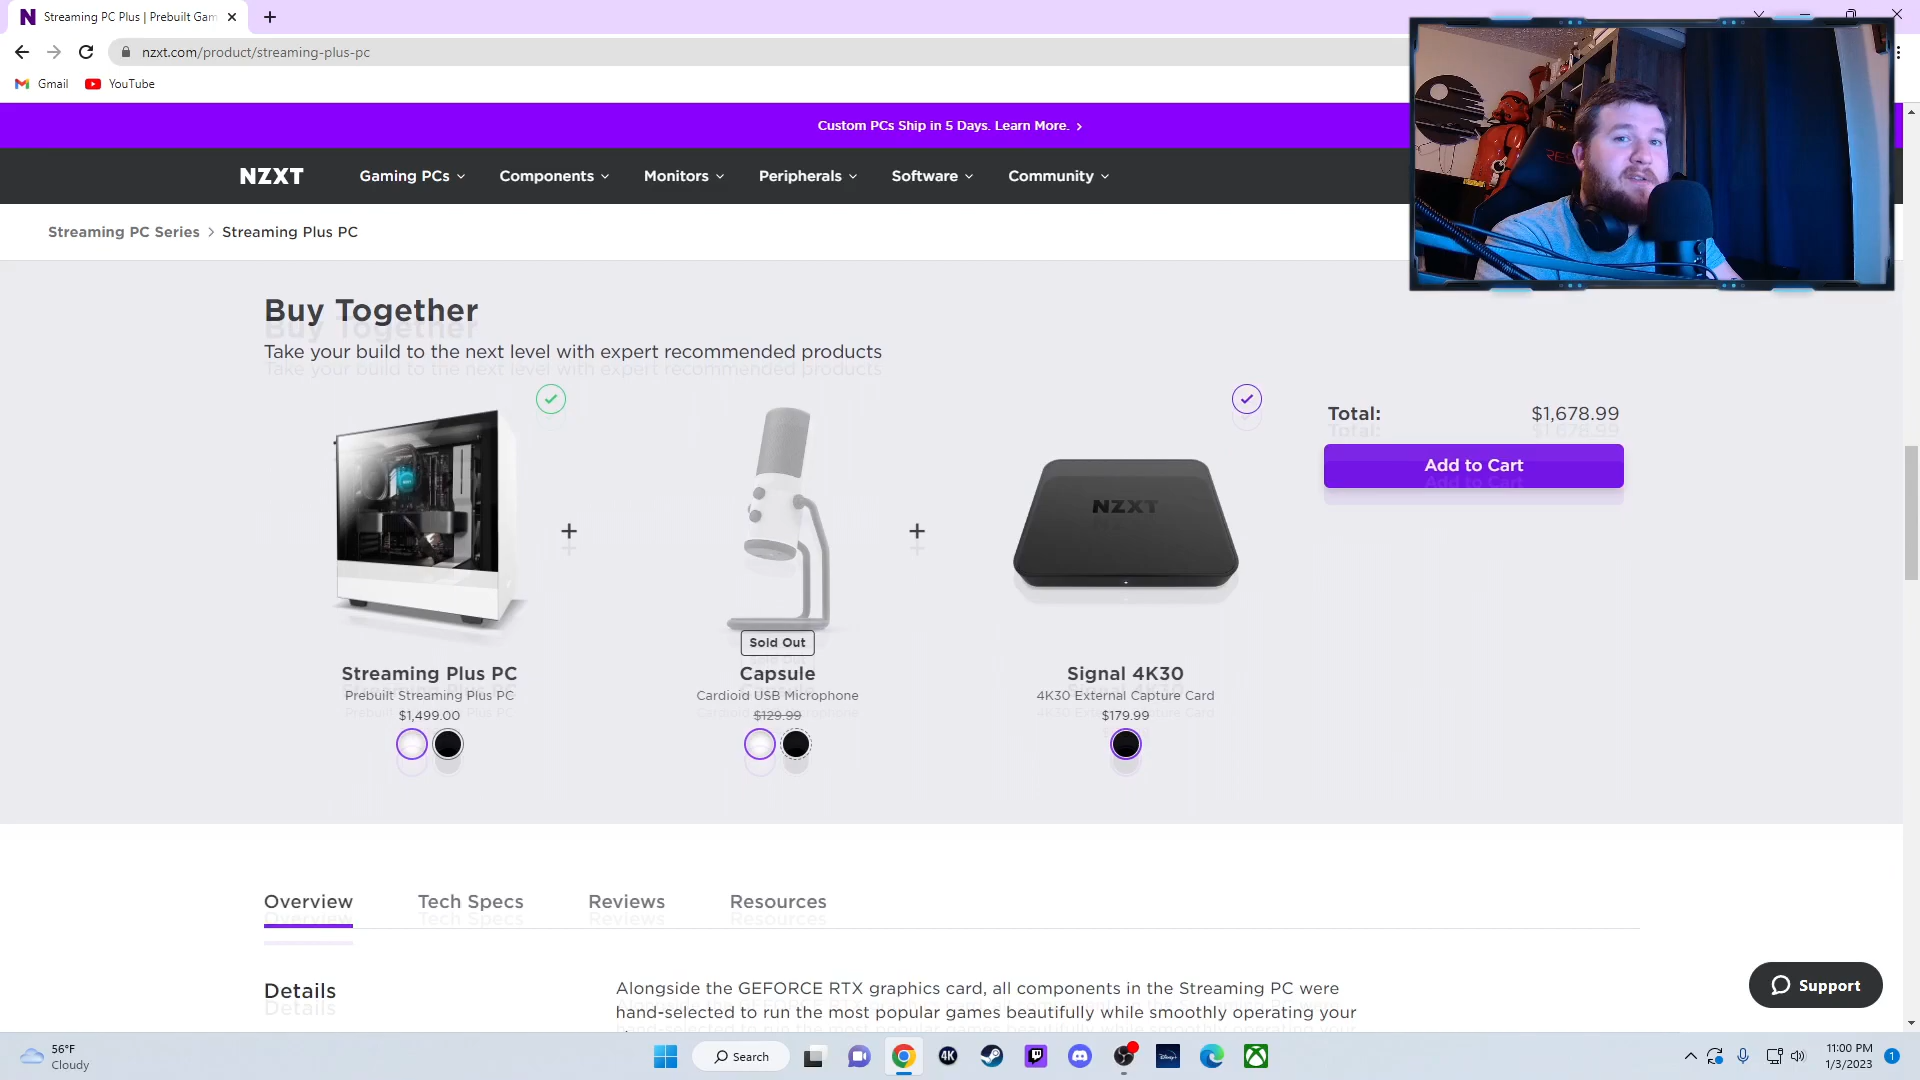 Streaming PC Plus | Prebuilt Gam
nzxt.com/product/streaming-plus-pc
Gmail
YouTube
Custom PCs Ship in 5 Days. Learn More.
NZXT
Gaming PCs
Components
Monitors
Peripherals
Software
Community
Streaming PC Series > Streaming Plus PC
Buy Together
Take your build to the next level with expert recommended products
Total:
$1,678.99
Add to Cart
NZXT
Sold Out
Streaming Plus PC
Prebuilt Streaming Plus PC
$1,499.00
Capsule
Cardioid USB Microphone
$129.99
Signal 4K30
4K30 External Capture Card
$179.99
Overview
Tech Specs
Reviews
Resources
Details
Alongside the GEFORCE RTX graphics card, all components in the Streaming PC were
hand-selected to run the most popular games beautifully while smoothly operating your
Support
56°F
Cloudy
Search
4K
Disney+
11:00 PM
1/3/2023
1